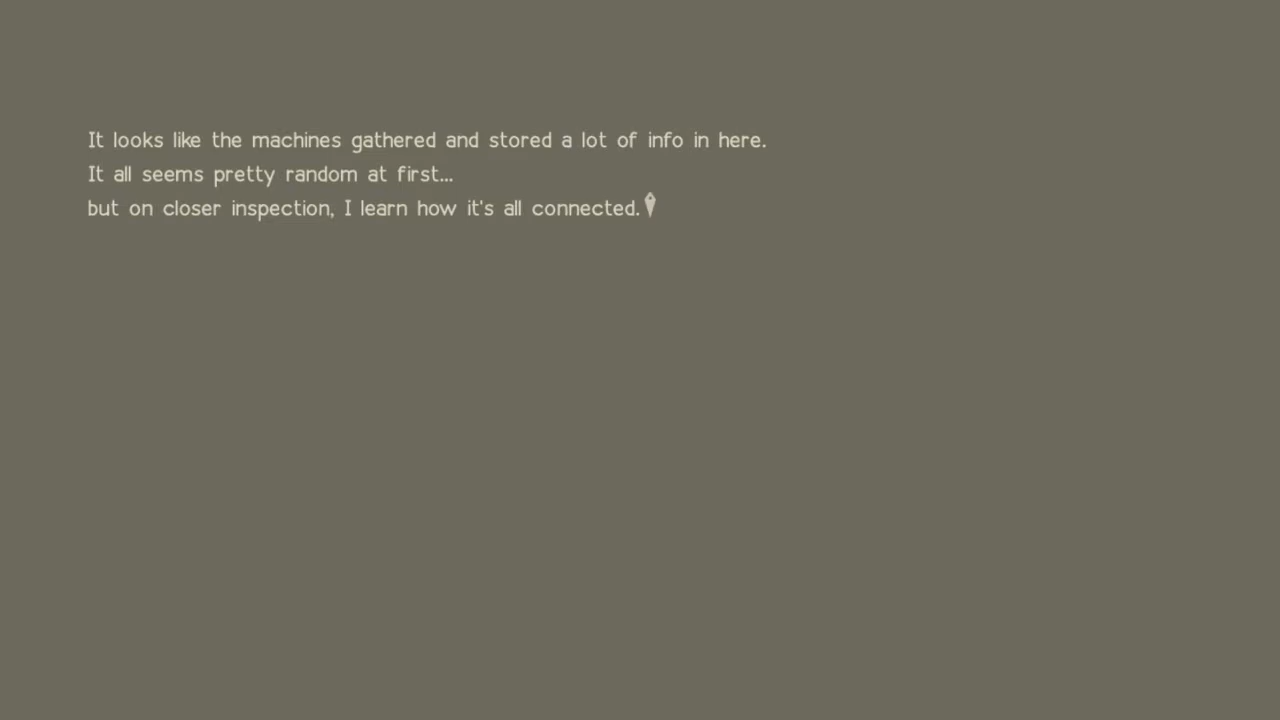 It looks like the machines gathered and stored a lot of info in here.
It all seems pretty random at first...
but on closer inspection, I learn how it's all connected.